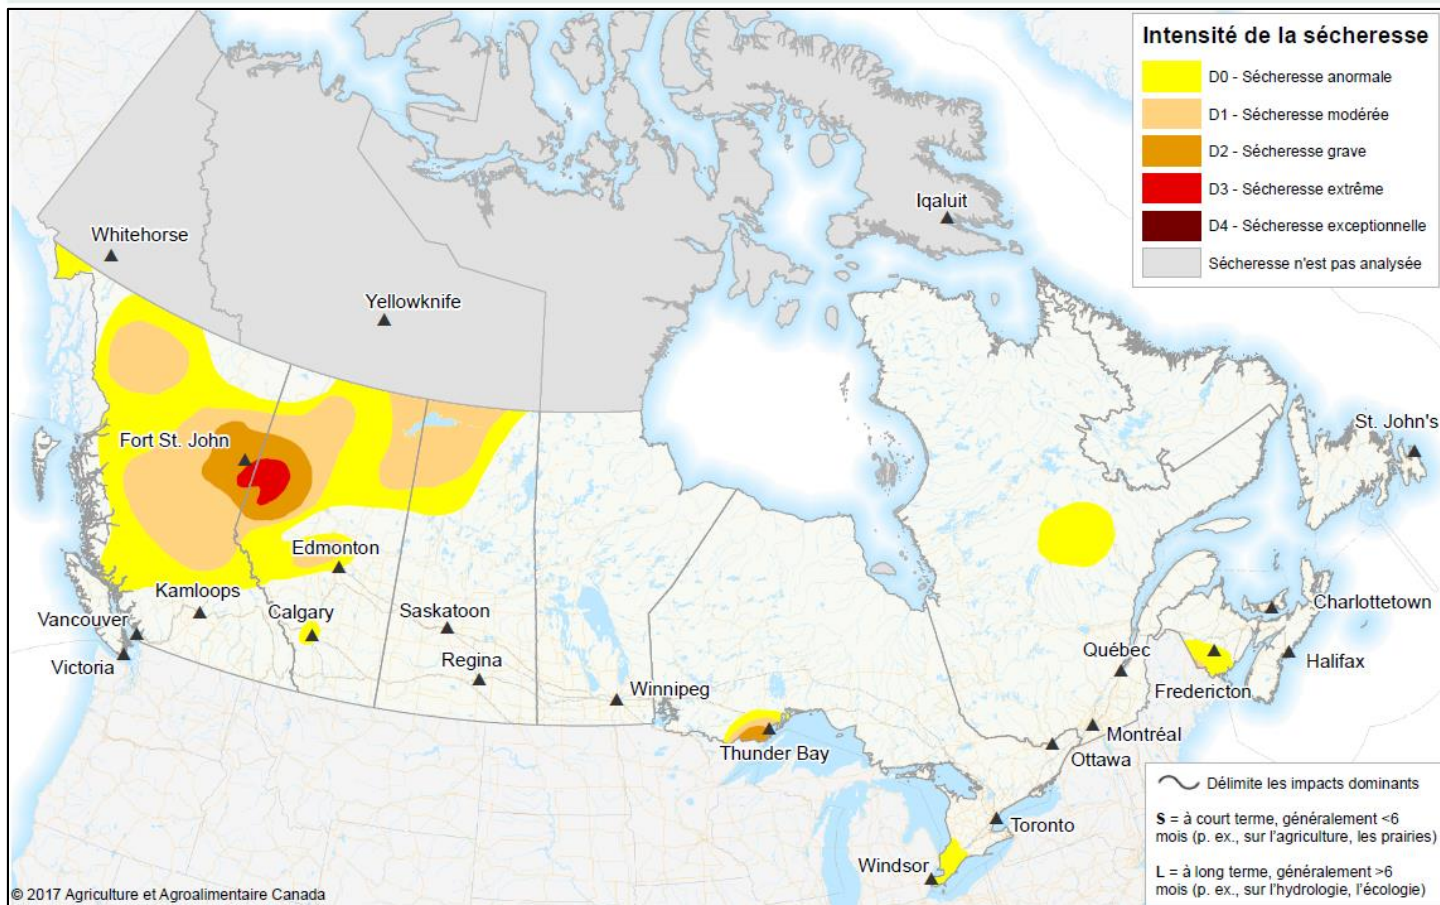 Intensité de la sécheresse
D0 - Sécheresse anormale
D1 - Sécheresse modérée
D2 - Sécheresse grave
D3 - Sécheresse extrême
D4 - Sécheresse exceptionnelle
Sécheresse n'est pas analysée
Iqaluit
Whitehorse
Yellowknife
St. John's
Fort St. John
Edmonton
Kamloops
Calgary
Saskatoon
Charlottetown
Vancouver
Victoria
Regina
Québec
Halifax
Winnipeg
Fredericton
Thunder Bay
Montréal
Ottawa
Toronto
Windsor
Délimite les impacts dominants
S = à court terme, généralement <6
mois (p. ex., sur l'agriculture, les prairies)
L = à long terme, généralement >6
mois (p. ex., sur l'hydrologie, l'écologie)
© 2017 Agriculture et Agroalimentaire Canada